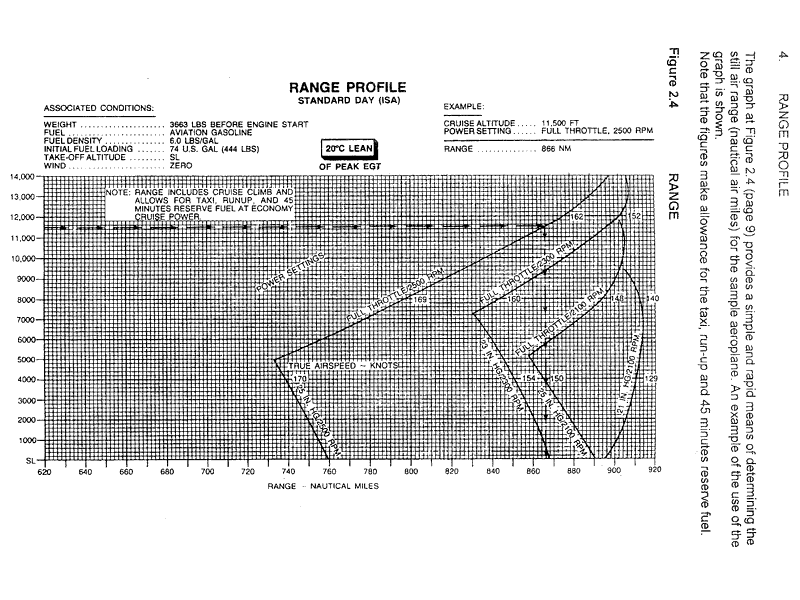 4. RANGE PROFILE
The graph at Figure 2.4 (page 9) provides a simple and rapid means of determining the
still air range (nautical air miles) for the sample aeroplane. An example of the use of the
graph is shown.
Note that the figures make allowance for the taxi, run-up and 45 minutes reserve fuel.
Figure 2.4 RANGE
RANGE PROFILE
STANDARD DAY (ISA)
ASSOCIATED CONDITIONS:
WEIGHT .................... 3663 LBS BEFORE ENGINE START
FUEL ........................ AVIATION GASOLINE
FUEL DENSITY ............ 6.0 LBS/GAL
INITIAL FUEL LOADING .... 74 U.S. GAL (444 LBS)
TAKE-OFF ALTITUDE ........ SL
WIND ........................ ZERO
20°C LEAN
OF PEAK EGT
EXAMPLE:
CRUISE ALTITUDE ..... 11,500 FT
POWER SETTING ...... FULL THROTTLE, 2500 RPM
RANGE ................ 866 NM
NOTE: RANGE INCLUDES CRUISE CLIMB AND
ALLOWS FOR TAXI, RUNUP, AND 45
MINUTES RESERVE FUEL AT ECONOMY
CRUISE POWER.
14,000
13,000
12,000
11,000
10,000
9000
8000
7000
6000
5000
4000
3000
2000
1000
SL
POWER SETTINGS
FULL THROTTLE/2500 RPM
FULL THROTTLE/2300 RPM
FULL THROTTLE/2100 RPM
162
152
169
160
148
140
TRUE AIRSPEED ~ KNOTS
170
154
150
129
25 IN. HG/2500 RPM
25 IN. HG/2100 RPM
21 IN. HG/2100 RPM
620 640 660 680 700 720 740 760 780 800 820 840 860 880 900 920
RANGE ~ NAUTICAL MILES